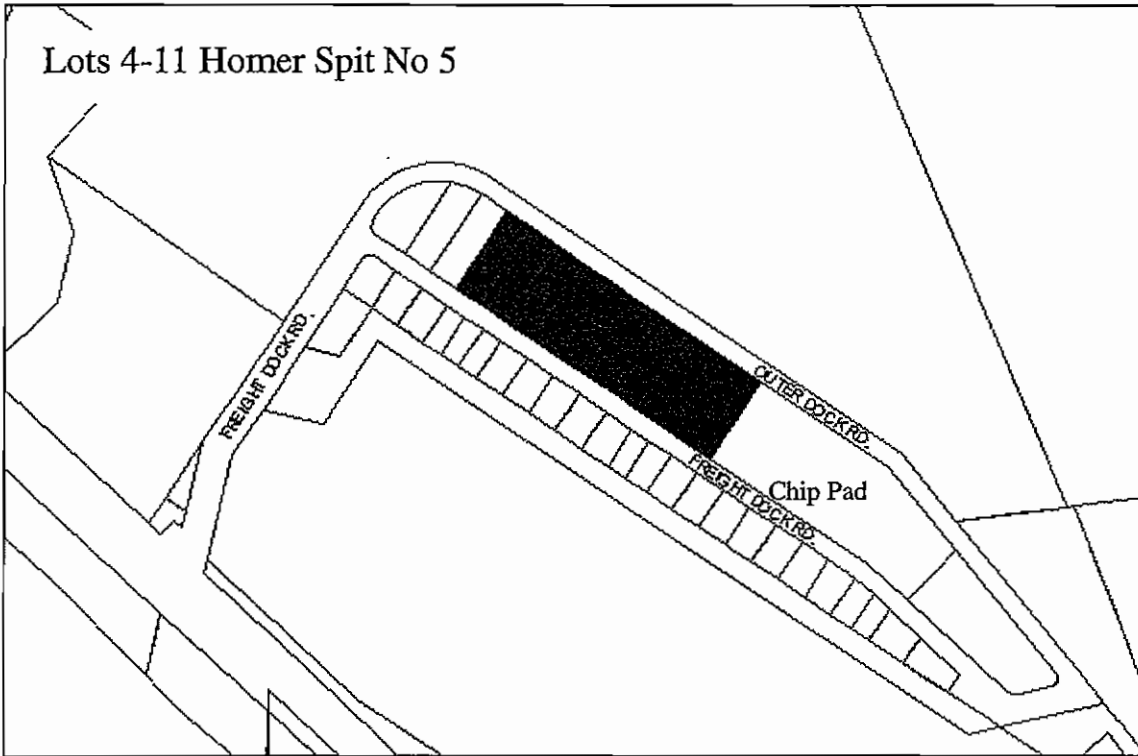 Lots 4-11 Homer Spit No 5
FREIGHT DOCK RD.
OUTER DOCK RD.
FREIGHT DOCK RD.
Chip Pad